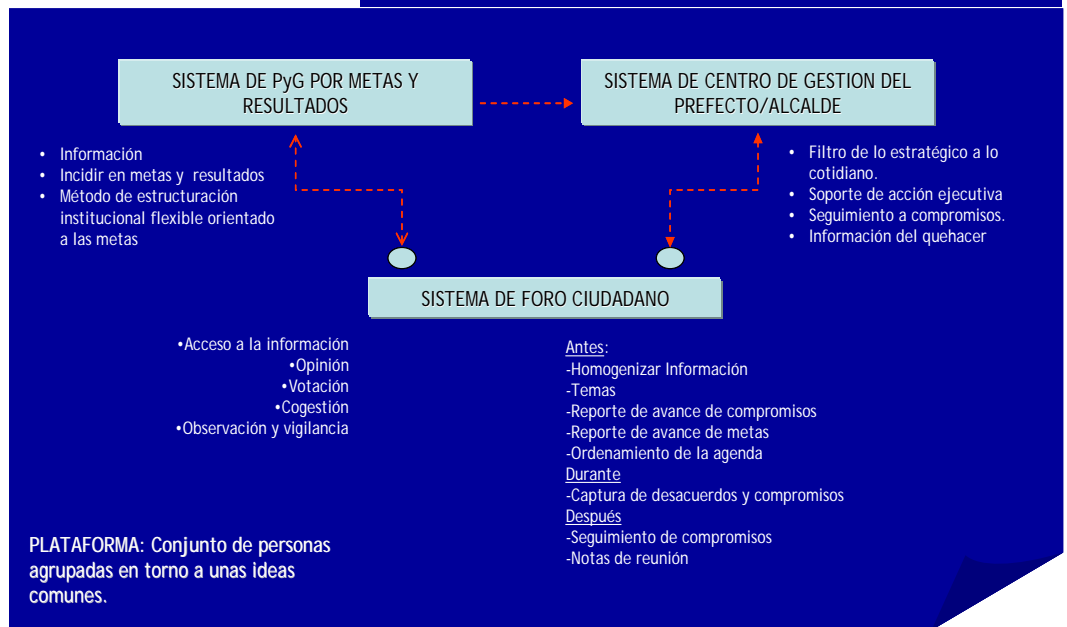 SISTEMA DE PyG POR METAS Y
RESULTADOS
SISTEMA DE CENTRO DE GESTION DEL
PREFECTO/ALCALDE
• Información
• Incidir en metas y resultados
• Método de estructuración
institucional flexible orientado
a las metas
• Filtro de lo estratégico a lo
cotidiano.
• Soporte de acción ejecutiva
• Seguimiento a compromisos.
• Información del quehacer
SISTEMA DE FORO CIUDADANO
•Acceso a la información
•Opinión
•Votación
•Cogestión
•Observación y vigilancia
Antes:
-Homogenizar Información
-Temas
-Reporte de avance de compromisos
-Reporte de avance de metas
-Ordenamiento de la agenda
Durante
-Captura de desacuerdos y compromisos
Después
-Seguimiento de compromisos
-Notas de reunión
PLATAFORMA: Conjunto de personas
agrupadas en torno a unas ideas
comunes.